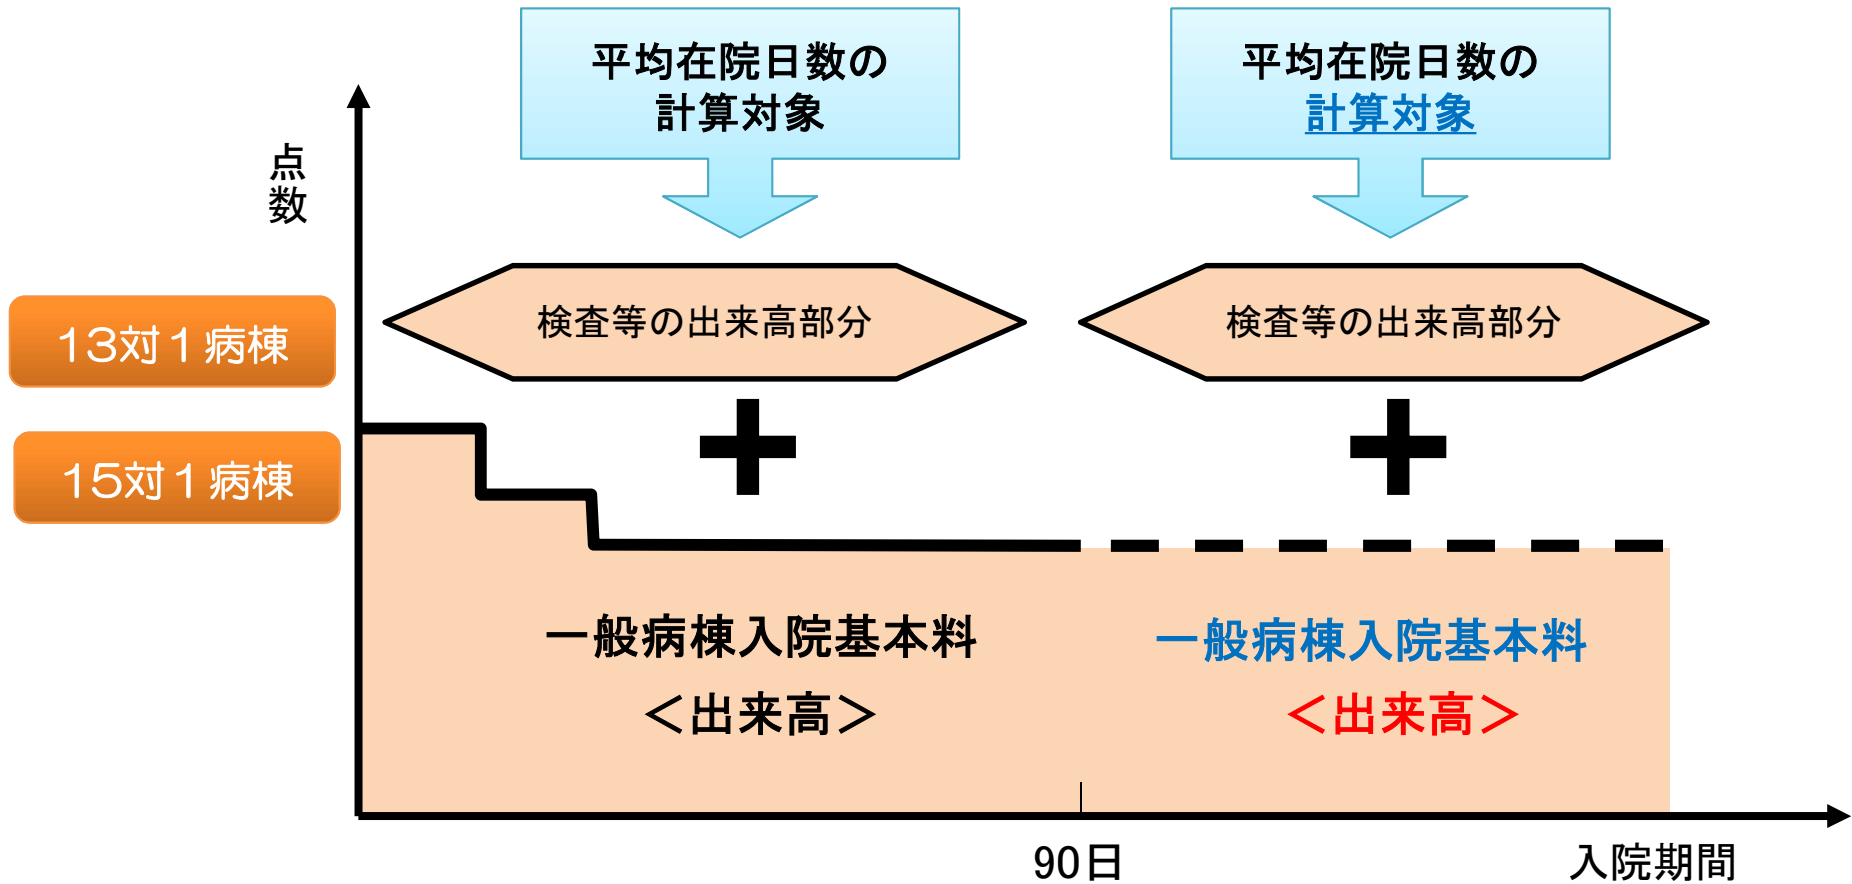 平均在院日数の
計算対象
平均在院日数の
計算対象
点数
検査等の出来高部分
検査等の出来高部分
13対１病棟
15対１病棟
一般病棟入院基本料
＜出来高＞
一般病棟入院基本料
＜出来高＞
90日
入院期間